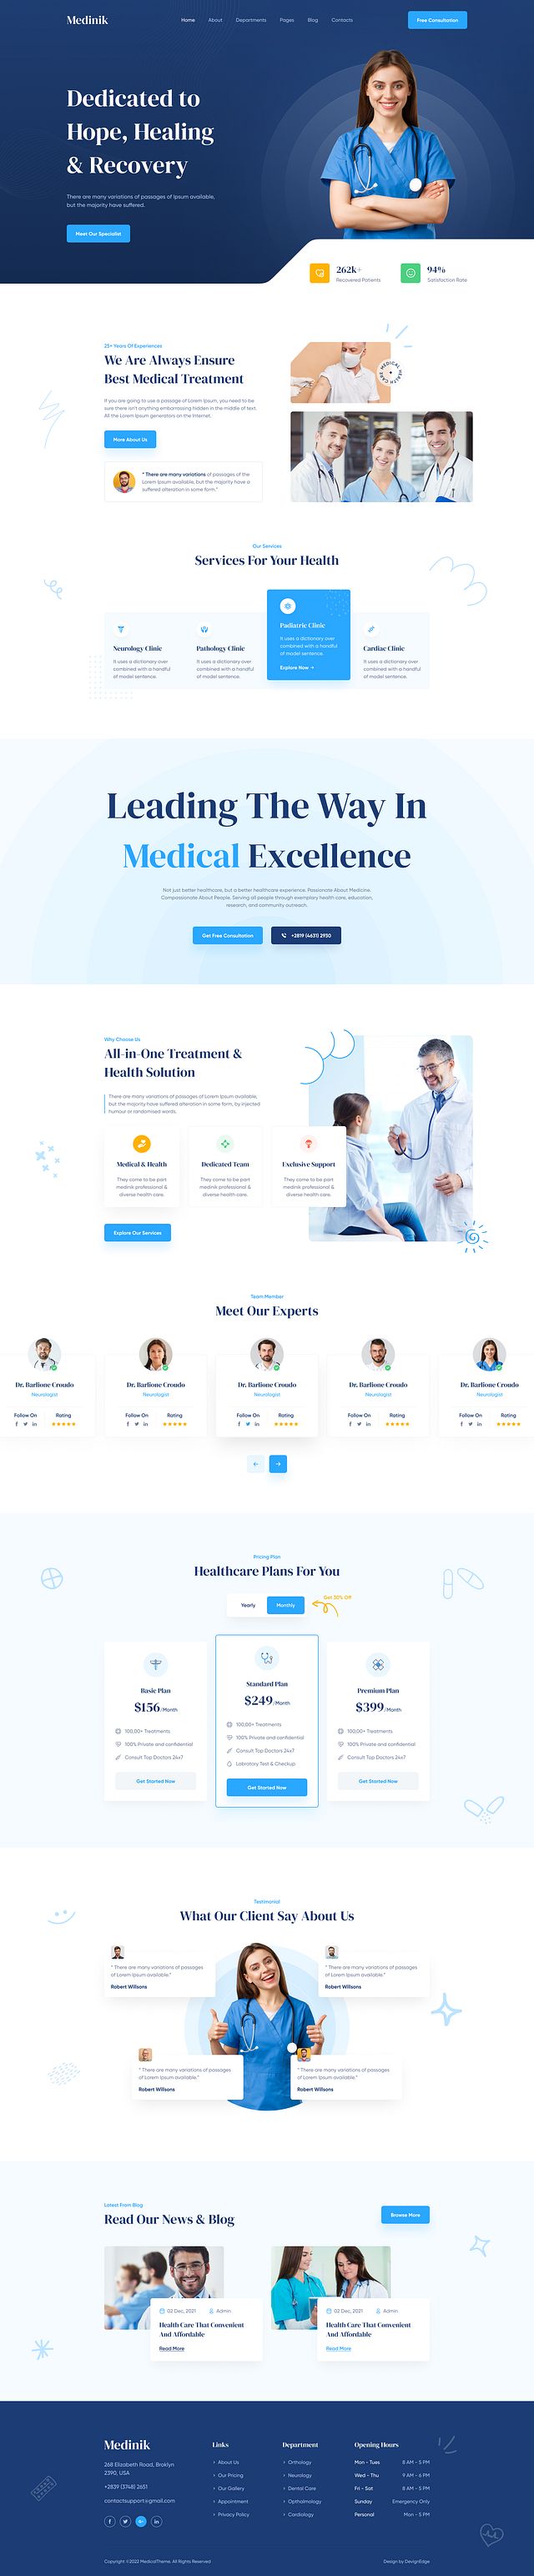 Medinik
Home About Departments Pages Blog Contacts
Free Consultation
Dedicated to
Hope, Healing
& Recovery
There are many variations of passages of Ipsum available,
but the majority have suffered.
Meet Our Specialist
262k+
Recovered Patients
94%
Satisfaction Rate
25+ Years Of Experiences
We Are Always Ensure
Best Medical Treatment
If you are going to use a passage of Lorem Ipsum, you need to be
sure there isn't anything embarrassing hidden in the middle of text.
All the Lorem Ipsum generators on the Internet.
More About Us
" There are many variations of passages of the
Lorem Ipsum available, but the majority have a
suffered alteration in some form."
Our Services
Services For Your Health
Neurology Clinic
It uses a dictionary over
combined with a handful
of model sentence.
Pathology Clinic
It uses a dictionary over
combined with a handful
of model sentence.
Padiatric Clinic
It uses a dictionary over
combined with a handful
of model sentence.
Explore Now →
Cardiac Clinic
It uses a dictionary over
combined with a handful
of model sentence.
Leading The Way In
Medical Excellence
Not just better healthcare, but a better healthcare experience. Passionate About Medicine.
Compassionate About People. Serving all people through exemplary health care, education,
research, and community outreach.
Get Free Consultation
+2819 (4631) 2930
Why Choose Us
All-in-One Treatment &
Health Solution
There are many variations of passages of Lorem Ipsum available,
but the majority have suffered alteration in some form, by injected
humour or randomised words.
Medical & Health
They come to be part
medinik professional &
diverse health care.
Dedicated Team
They come to be part
medinik professional &
diverse health care.
Exclusive Support
They come to be part
medinik professional &
diverse health care.
Explore Our Services
Team Member
Meet Our Experts
Dr. Barlione Croudo
Neurologist
Follow On Rating
Dr. Barlione Croudo
Neurologist
Follow On Rating
Dr. Barlione Croudo
Neurologist
Follow On Rating
Dr. Barlione Croudo
Neurologist
Follow On Rating
Dr. Barlione Croudo
Neurologist
Follow On Rating
Pricing Plan
Healthcare Plans For You
Yearly Monthly
Get 20% Off
Basic Plan
$156/Month
100,00+ Treatments
100% Private and confidential
Consult Top Doctors 24x7
Get Started Now
Standard Plan
$249/Month
100,00+ Treatments
100% Private and confidential
Consult Top Doctors 24x7
Labratory Test & Checkup
Get Started Now
Premium Plan
$399/Month
100,00+ Treatments
100% Private and confidential
Consult Top Doctors 24x7
Get Started Now
Testimonial
What Our Client Say About Us
" There are many variations of passages
of Lorem Ipsum available."
Robert Willsons
" There are many variations of passages
of Lorem Ipsum available."
Robert Willsons
" There are many variations of passages
of Lorem Ipsum available."
Robert Willsons
" There are many variations of passages
of Lorem Ipsum available."
Robert Willsons
Latest From Blog
Read Our News & Blog
Browse More
02 Dec, 2021 Admin
Health Care That Convenient
And Affordable
Read More
02 Dec, 2021 Admin
Health Care That Convenient
And Affordable
Read More
Medinik
268 Elizabeth Road, Broklyn
2390, USA
+2839 (3748) 2651
contactsupport@gmail.com
Links
About Us
Our Pricing
Our Gallery
Appointment
Privacy Policy
Department
Orthology
Neurology
Dental Care
Opthalmology
Cardiology
Opening Hours
Mon - Tues 8 AM - 5 PM
Wed - Thu 9 AM - 6 PM
Fri - Sat 8 AM - 5 PM
Sunday Emergency Only
Personal Mon - 5 PM
Copyright ©2022 MedicalTheme. All Rights Reserved
Design by DevignEdge